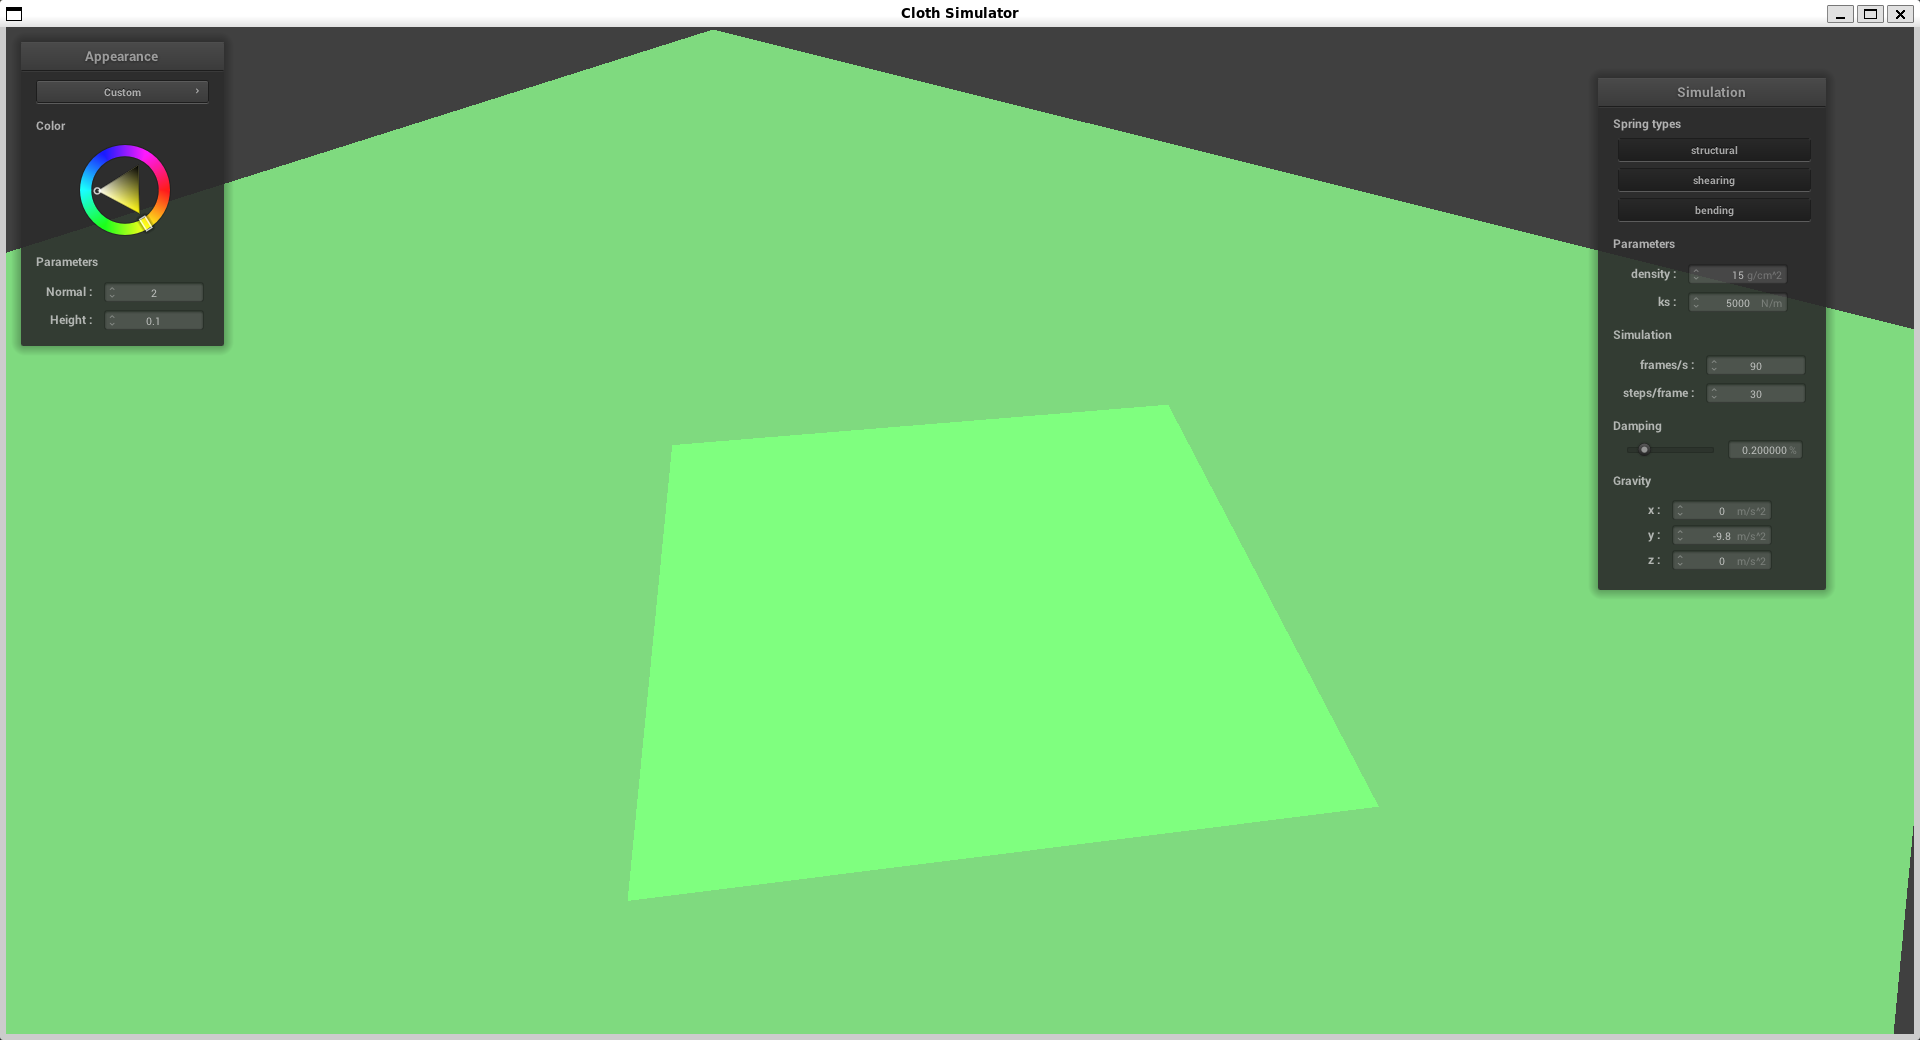 Cloth Simulator
Appearance
Custom
Color
Parameters
Normal : 2
Height : 0.1
Simulation
Spring types
structural
shearing
bending
Parameters
density : 15 g/cm^2
ks : 5000 N/m
Simulation
frames/s : 90
steps/frame : 30
Damping
0.200000 %
Gravity
x : 0 m/s^2
y : -9.8 m/s^2
z : 0 m/s^2